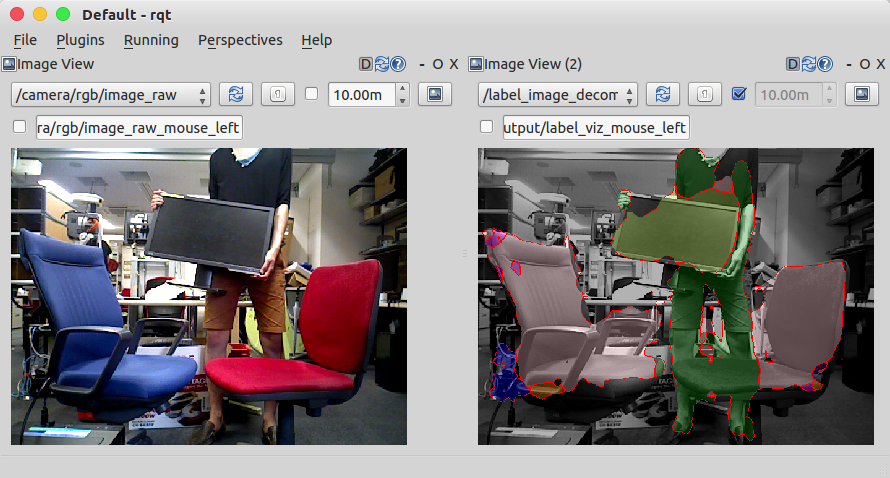 Default - rqt
File Plugins Running Perspectives Help
Image View D - O X
Image View (2) D - O X
/camera/rgb/image_raw 10.00m
/label_image_decom 10.00m
ra/rgb/image_raw_mouse_left
utput/label_viz_mouse_left